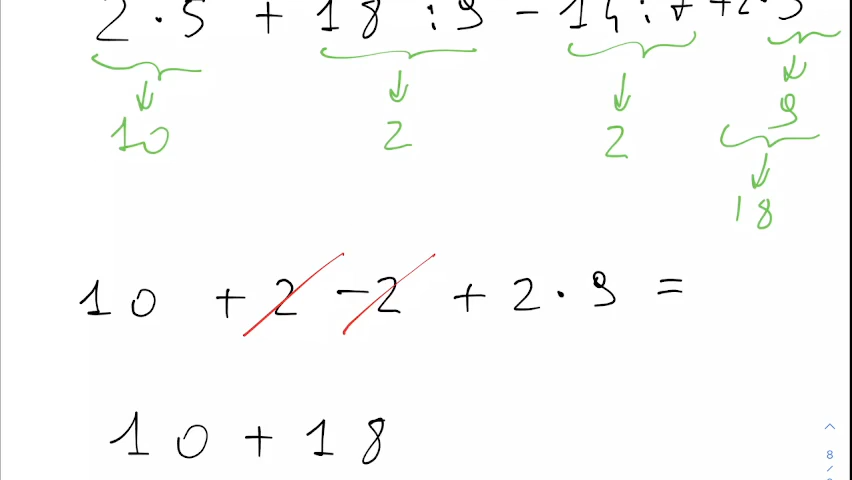 2 · 5 + 18 : 9 - 14 : 7 + 2 ·
10 2 2 9
18
10 + 2 - 2 + 2 · 9 =
10 + 18
8